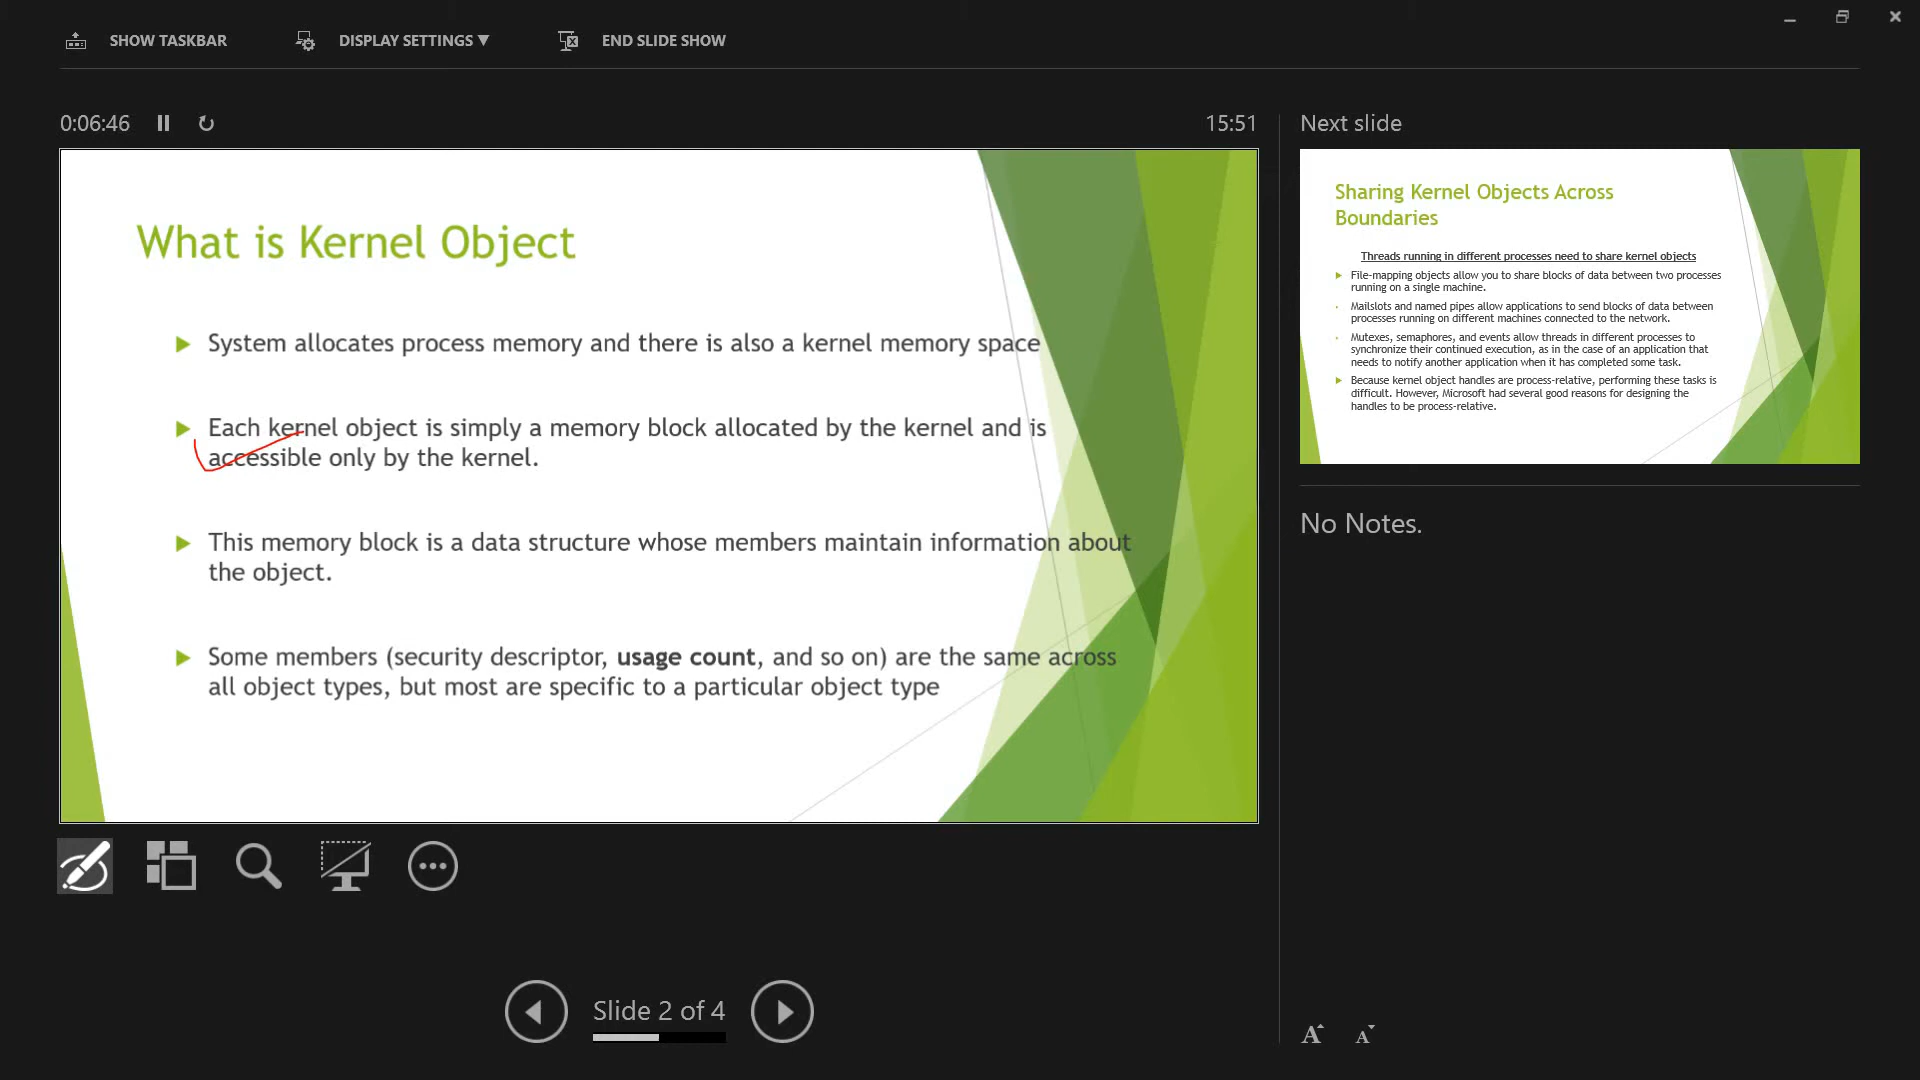 SHOW TASKBAR
DISPLAY SETTINGS ▼
END SLIDE SHOW
0:06:46
15:51
What is Kernel Object
System allocates process memory and there is also a kernel memory space
Each kernel object is simply a memory block allocated by the kernel and is
accessible only by the kernel.
This memory block is a data structure whose members maintain information about
the object.
Some members (security descriptor, usage count, and so on) are the same across
all object types, but most are specific to a particular object type
Slide 2 of 4
Next slide
Sharing Kernel Objects Across
Boundaries
Threads running in different processes need to share kernel objects
File-mapping objects allow you to share blocks of data between two processes
running on a single machine.
Mailslots and named pipes allow applications to send blocks of data between
processes running on different machines connected to the network.
Mutexes, semaphores, and events allow threads in different processes to
synchronize their continued execution, as in the case of an application that
needs to notify another application when it has completed some task.
Because kernel object handles are process-relative, performing these tasks is
difficult. However, Microsoft had several good reasons for designing the
handles to be process-relative.
No Notes.
A A